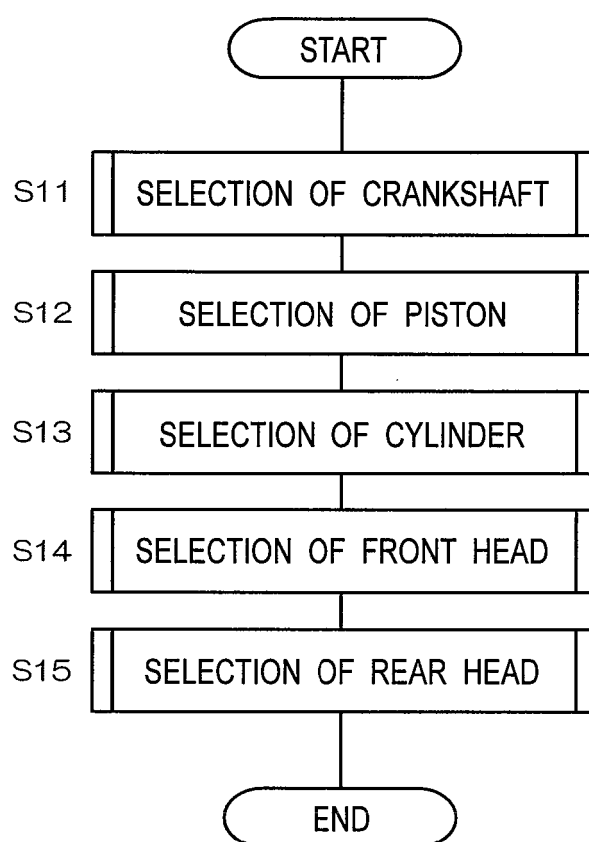 START
S11 SELECTION OF CRANKSHAFT
S12 SELECTION OF PISTON
S13 SELECTION OF CYLINDER
S14 SELECTION OF FRONT HEAD
S15 SELECTION OF REAR HEAD
END